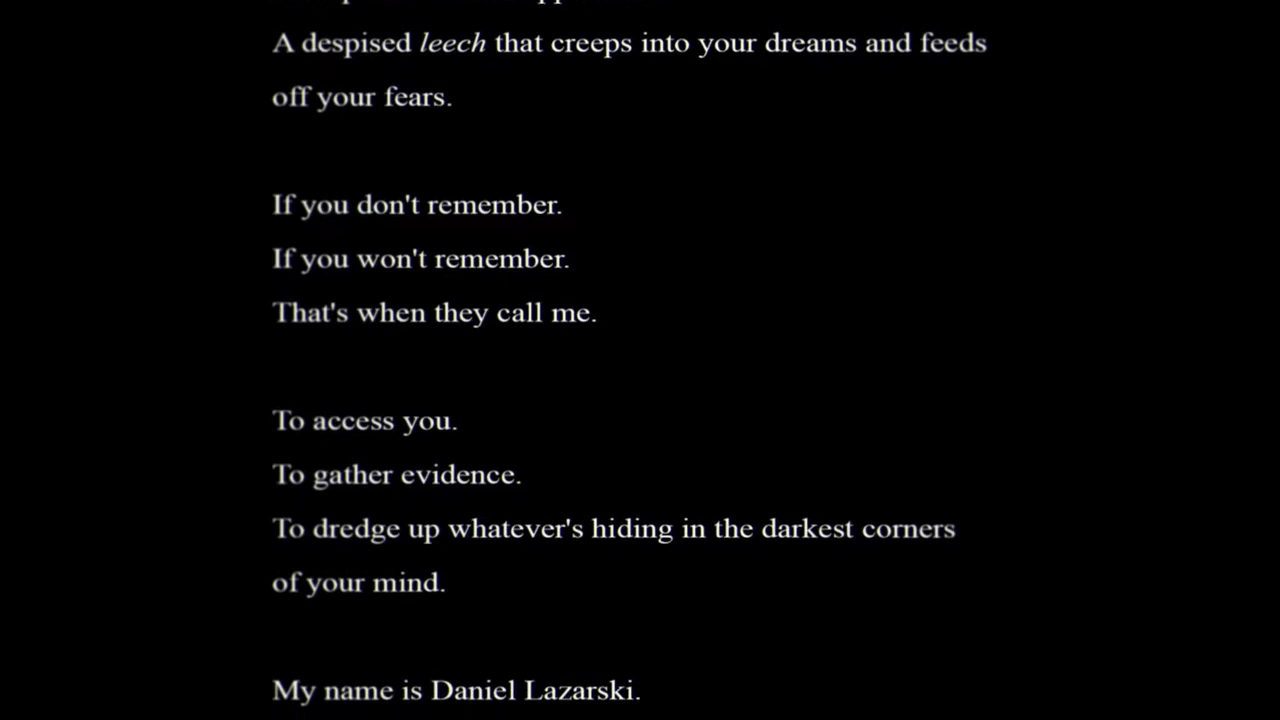 A despised leech that creeps into your dreams and feeds
off your fears.
If you don't remember.
If you won't remember.
That's when they call me.
To access you.
To gather evidence.
To dredge up whatever's hiding in the darkest corners
of your mind.
My name is Daniel Lazarski.